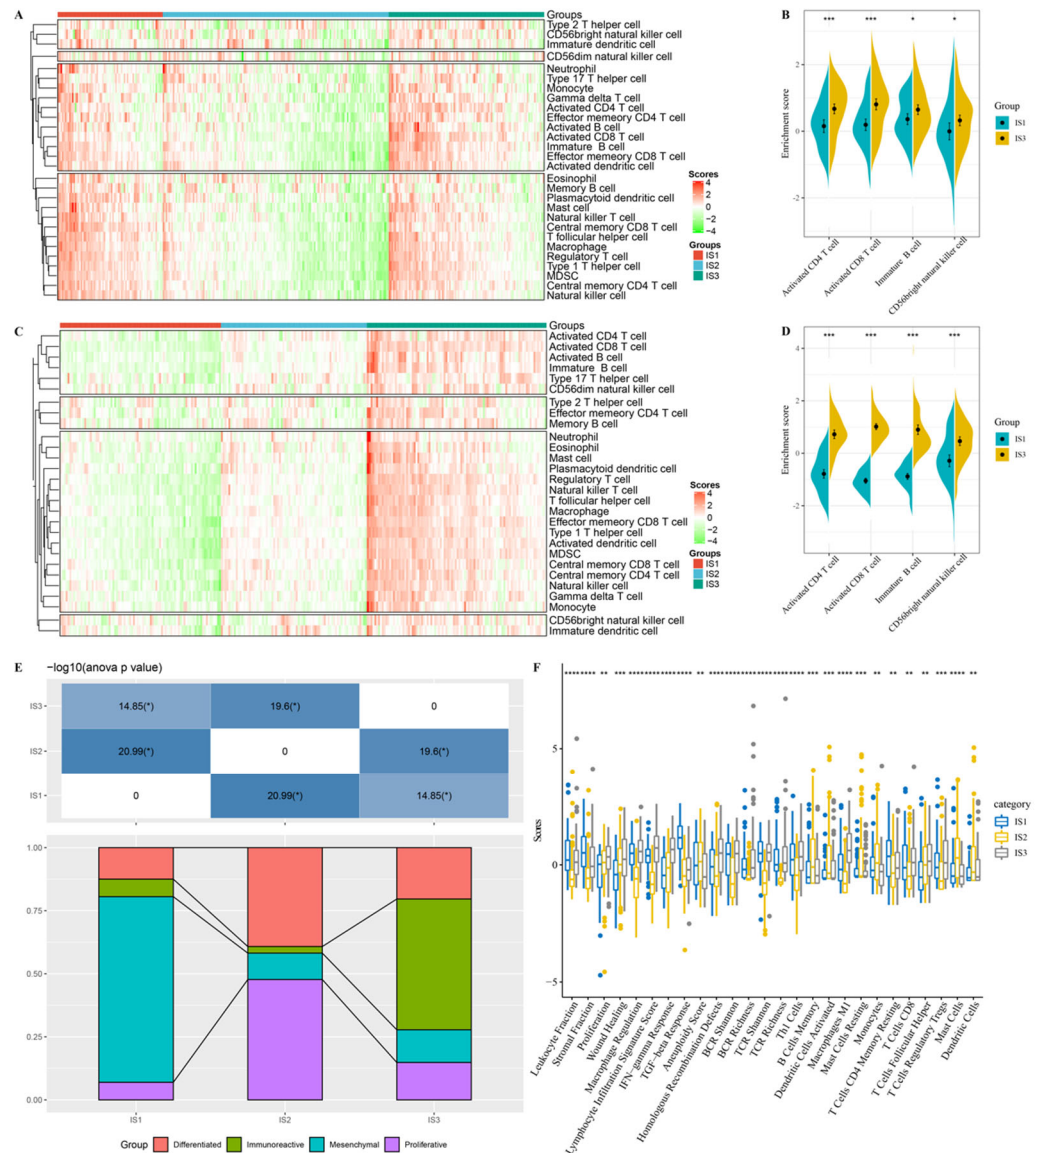 A
Groups
Type 2 T helper cell
CD56bright natural killer cell
Immature dendritic cell
CD56dim natural killer cell
Neutrophil
Type 17 T helper cell
Monocyte
Gamma delta T cell
Activated CD4 T cell
Effector memeory CD4 T cell
Activated B cell
Activated CD8 T cell
Immature B cell
Effector memeory CD8 T cell
Activated dendritic cell
Eosinophil
Memory B cell
Plasmacytoid dendritic cell
Mast cell
Natural killer T cell
Central memory CD8 T cell
T follicular helper cell
Macrophage
Regulatory T cell
Type 1 T helper cell
MDSC
Central memory CD4 T cell
Natural killer cell
Scores
4
2
0
−2
−4
Groups
IS1
IS2
IS3
B
*** *** * *
Enrichment score
2
0
-2
Activated CD4 T cell
Activated CD8 T cell
Immature B cell
CD56bright natural killer cell
Group
IS1
IS3
C
Groups
Activated CD4 T cell
Activated CD8 T cell
Activated B cell
Immature B cell
Type 17 T helper cell
CD56dim natural killer cell
Type 2 T helper cell
Effector memeory CD4 T cell
Memory B cell
Neutrophil
Eosinophil
Mast cell
Plasmacytoid dendritic cell
Regulatory T cell
Natural killer T cell
T follicular helper cell
Macrophage
Effector memeory CD8 T cell
Type 1 T helper cell
Activated dendritic cell
MDSC
Central memory CD8 T cell
Central memory CD4 T cell
Natural killer cell
Gamma delta T cell
Monocyte
CD56bright natural killer cell
Immature dendritic cell
Scores
4
2
0
−2
−4
Groups
IS1
IS2
IS3
D
*** *** *** ***
Enrichment score
4
2
0
-2
Activated CD4 T cell
Activated CD8 T cell
Immature B cell
CD56bright natural killer cell
Group
IS1
IS3
E
−log10(anova p value)
IS3 14.85(*) 19.6(*) 0
IS2 20.99(*) 0 19.6(*)
IS1 0 20.99(*) 14.85(*)
1.00
0.75
0.50
0.25
0.00
IS1 IS2 IS3
Group Differentiated Immunoreactive Mesenchymal Proliferative
F
Scores
5
0
−5
Leukocyte Fraction
Stromal Fraction
Proliferation
Wound Healing
Macrophage Regulation
Lymphocyte Infiltration Signature Score
IFN−gamma Response
TGF−beta Response
Aneuploidy Score
Homologous Recombination Defects
BCR Shannon
BCR Richness
TCR Shannon
TCR Richness
Th1 Cells
B Cells Memory
Dendritic Cells Activated
Macrophages M1
Mast Cells Resting
Monocytes
T Cells CD4 Memory Resting
T Cells CD8
T Cells Follicular Helper
T Cells Regulatory Tregs
Mast Cells
Dendritic Cells
category
IS1
IS2
IS3